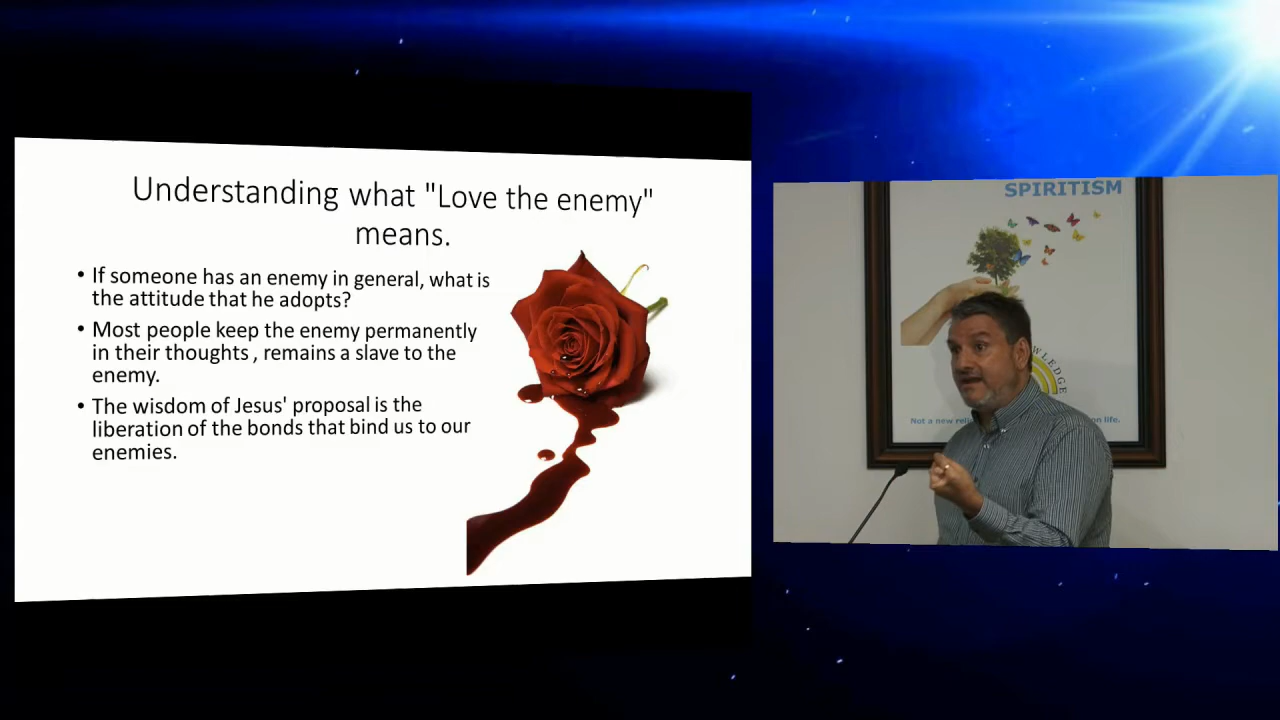 Understanding what "Love the enemy"
means.
• If someone has an enemy in general, what is
the attitude that he adopts?
• Most people keep the enemy permanently
in their thoughts , remains a slave to the
enemy.
• The wisdom of Jesus' proposal is the
liberation of the bonds that bind us to our
enemies.
SPIRITISM
WLEDGE
Not a new reli on life.